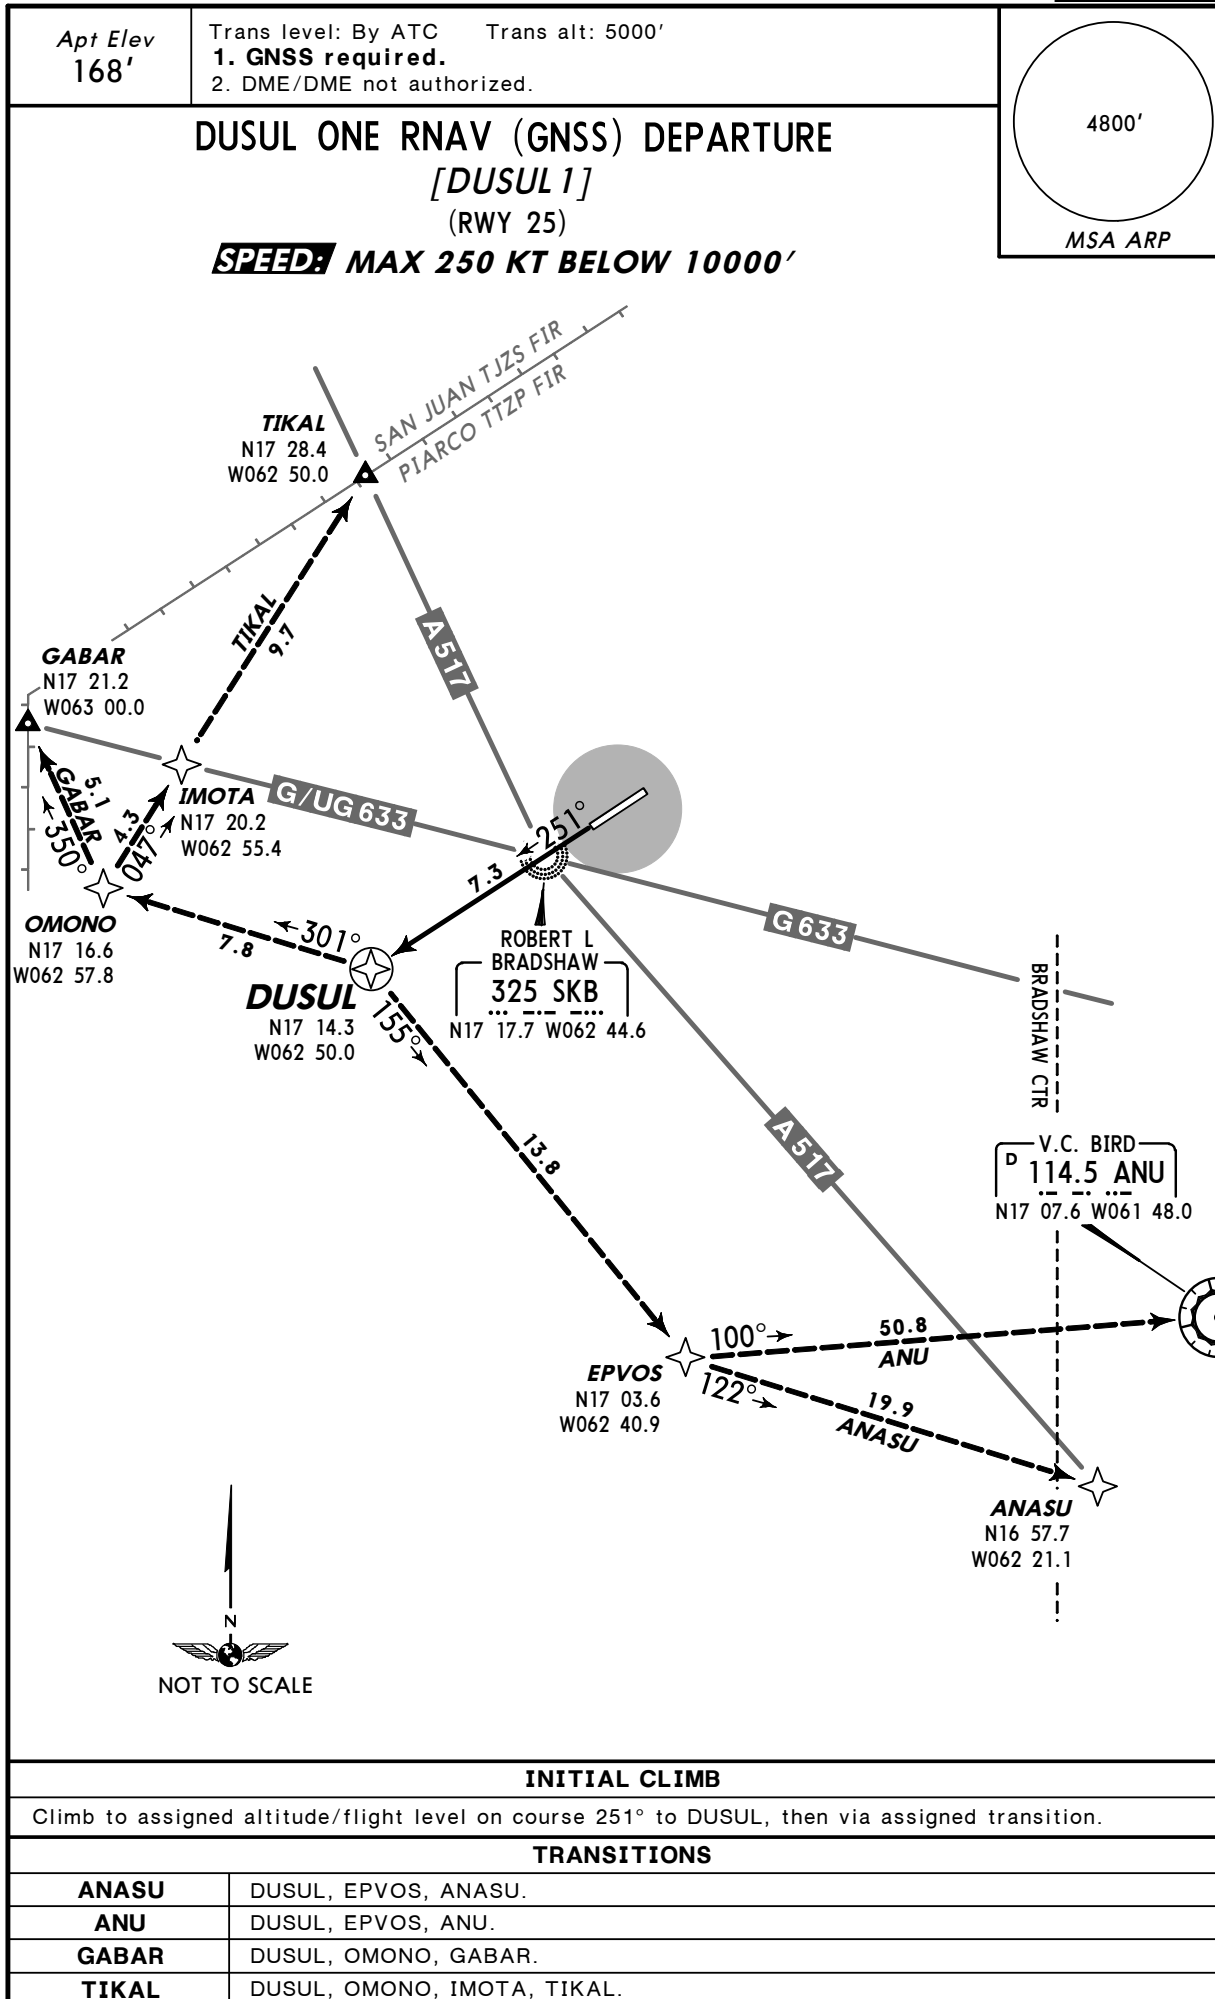 Apt Elev
168'
Trans level: By ATC Trans alt: 5000'
1. GNSS required.
2. DME/DME not authorized.
4800'
MSA ARP
DUSUL ONE RNAV (GNSS) DEPARTURE
[DUSUL1]
(RWY 25)
SPEED: MAX 250 KT BELOW 10000'
SAN JUAN TJZS FIR
PIARCO TTZP FIR
TIKAL
N17 28.4
W062 50.0
TIKAL
9.7
A517
GABAR
N17 21.2
W063 00.0
5.1
GABAR
350°
4.3
047°
IMOTA
N17 20.2
W062 55.4
G/UG633
251°
7.3
OMONO
N17 16.6
W062 57.8
301°
7.8
DUSUL
N17 14.3
W062 50.0
ROBERT L
BRADSHAW
325 SKB
N17 17.7 W062 44.6
G633
BRADSHAW CTR
155°
13.8
A517
V.C. BIRD
D 114.5 ANU
N17 07.6 W061 48.0
100°
50.8
ANU
EPVOS
N17 03.6
W062 40.9
122°
19.9
ANASU
ANASU
N16 57.7
W062 21.1
N
NOT TO SCALE
INITIAL CLIMB
Climb to assigned altitude/flight level on course 251° to DUSUL, then via assigned transition.
TRANSITIONS
ANASU DUSUL, EPVOS, ANASU.
ANU DUSUL, EPVOS, ANU.
GABAR DUSUL, OMONO, GABAR.
TIKAL DUSUL, OMONO, IMOTA, TIKAL.